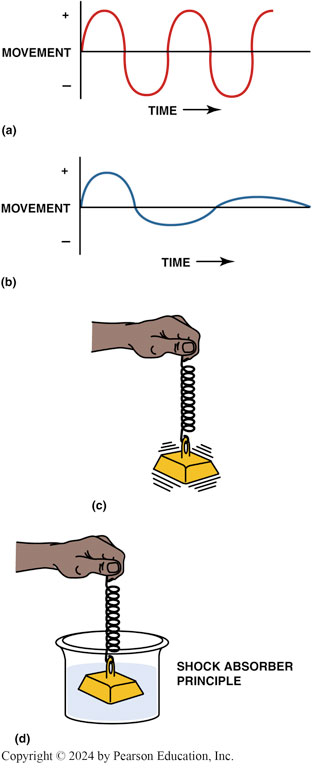 +
MOVEMENT
–
TIME
(a)
+
MOVEMENT
–
TIME
(b)
(c)
SHOCK ABSORBER
PRINCIPLE
(d)
Copyright © 2024 by Pearson Education, Inc.